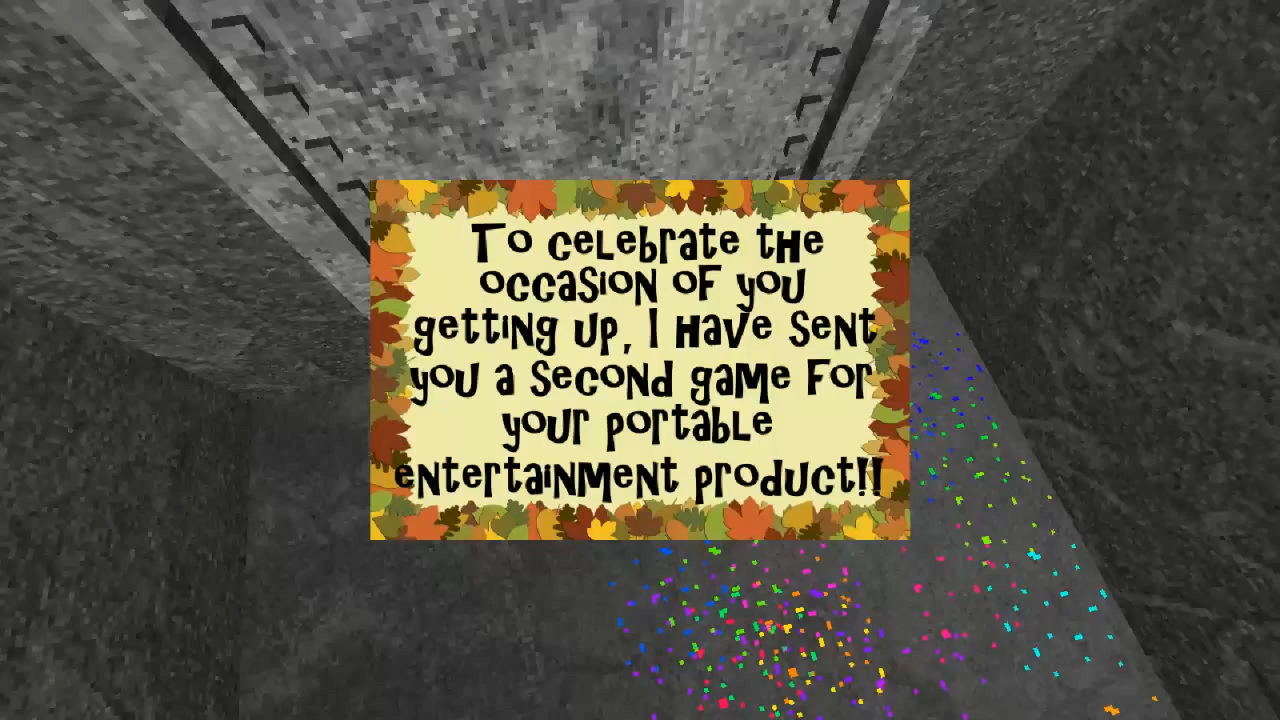 To celebrate the
occasion of you
getting up, I have sent
you a second game for
your portable
entertainment product!!